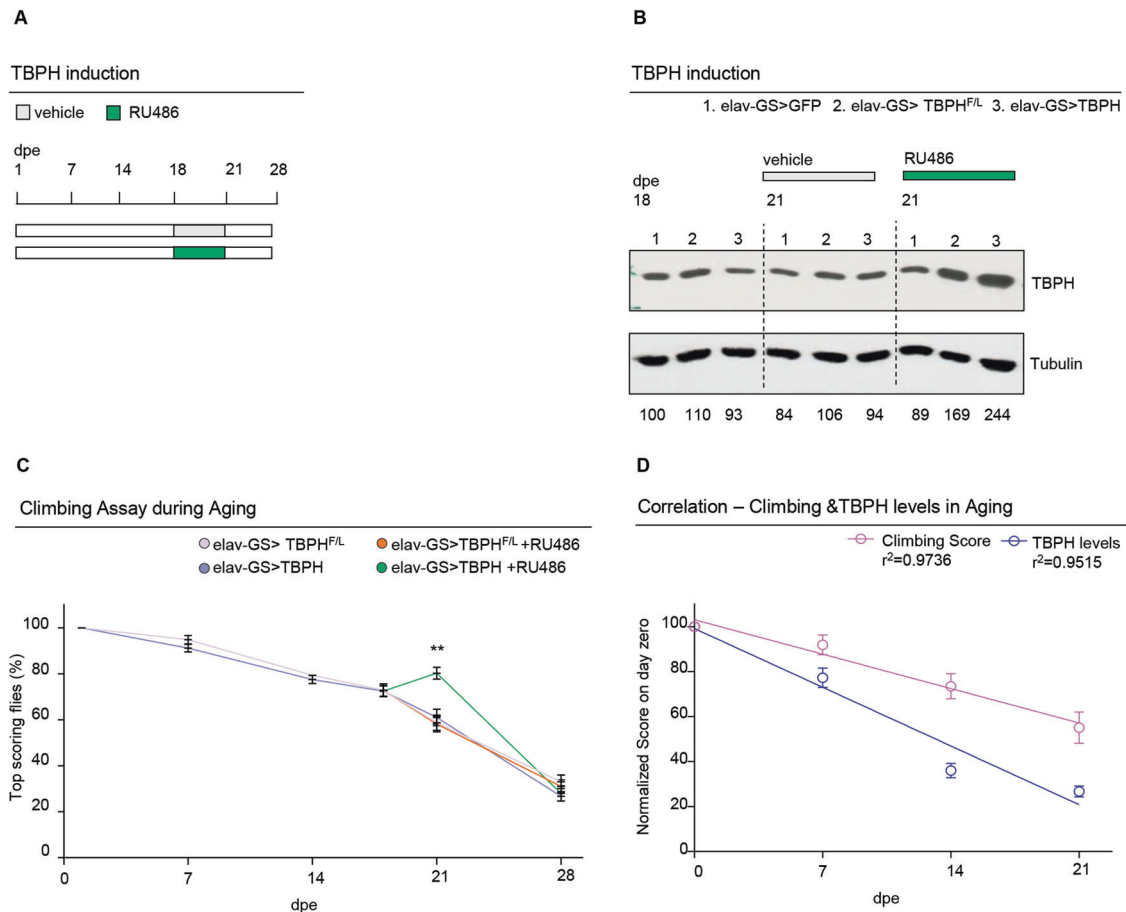 A
TBPH induction
vehicle RU486
dpe
1 7 14 18 21 28
B
TBPH induction
1. elav-GS>GFP 2. elav-GS> TBPHF/L 3. elav-GS>TBPH
vehicle RU486
dpe
18 21 21
1 2 3 1 2 3 1 2 3
TBPH
Tubulin
100 110 93 84 106 94 89 169 244
C
Climbing Assay during Aging
elav-GS> TBPHF/L elav-GS>TBPHF/L +RU486
elav-GS>TBPH elav-GS>TBPH +RU486
Top scoring flies (%)
100
80
60
40
20
0
**
0 7 14 21 28
dpe
D
Correlation – Climbing &TBPH levels in Aging
Climbing Score TBPH levels
r2=0.9736 r2=0.9515
Normalized Score on day zero
100
80
60
40
20
0
0 7 14 21
dpe